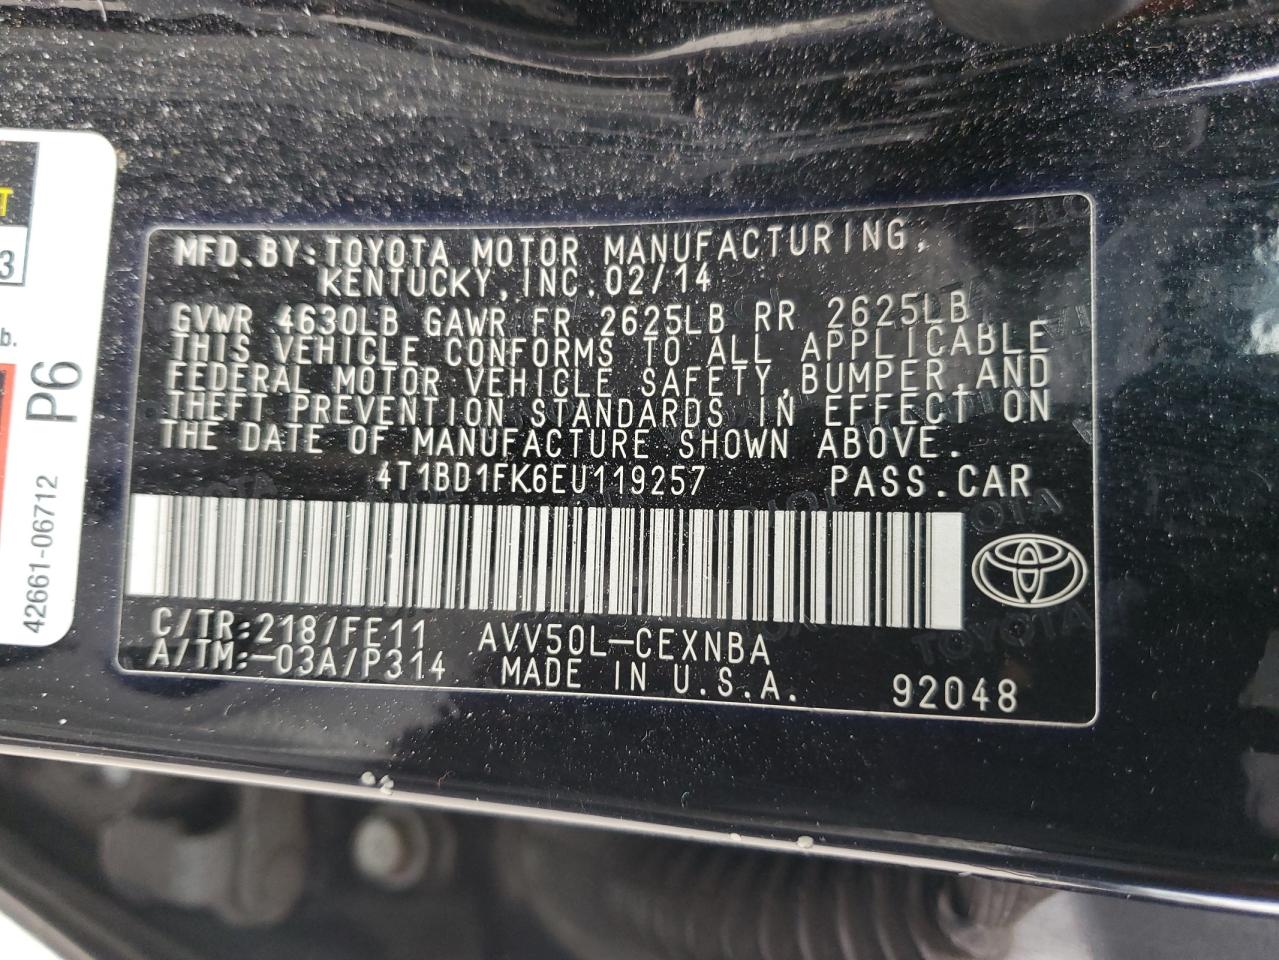 MFD.BY:TOYOTA MOTOR MANUFACTURING,
KENTUCKY,INC.02/14
GVWR 4630LB GAWR FR 2625LB RR 2625LB
THIS VEHICLE CONFORMS TO ALL APPLICABLE
FEDERAL MOTOR VEHICLE SAFETY,BUMPER,AND
THEFT PREVENTION STANDARDS IN EFFECT ON
THE DATE OF MANUFACTURE SHOWN ABOVE.
4T1BD1FK6EU119257 PASS.CAR
C/TR:218/FE11 AVV50L-CEXNBA
A/TM:-03A/P314 MADE IN U.S.A. 92048
T
3
b.
P6
42661-06712
TOYOTA